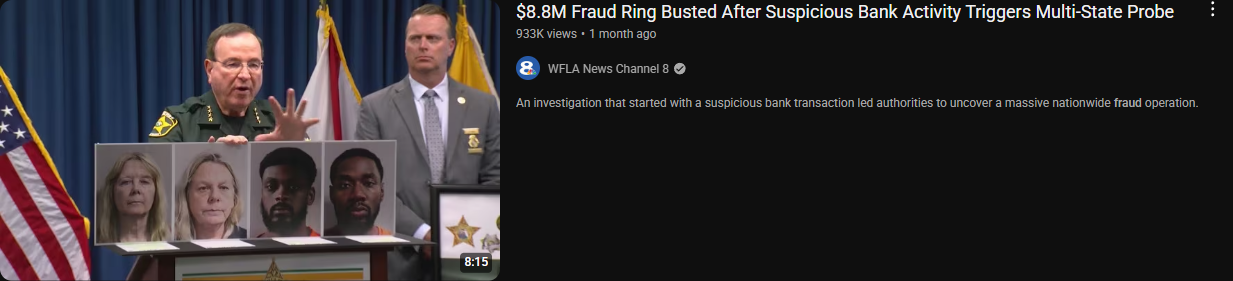 $8.8M Fraud Ring Busted After Suspicious Bank Activity Triggers Multi-State Probe
933K views • 1 month ago
8 WFLA News Channel 8
An investigation that started with a suspicious bank transaction led authorities to uncover a massive nationwide fraud operation.
8:15